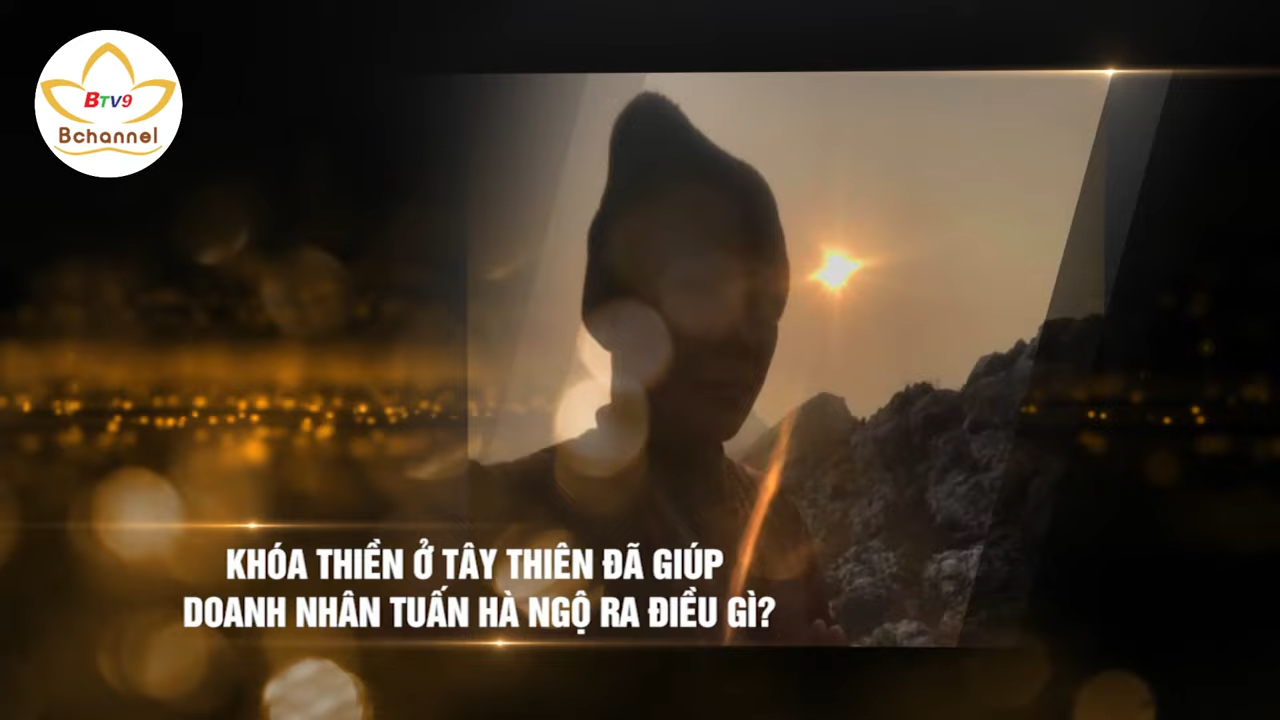 BTV9
Bchannel
KHÓA THIỀN Ở TÂY THIÊN ĐÃ GIÚP
DOANH NHÂN TUẤN HÀ NGỘ RA ĐIỀU GÌ?